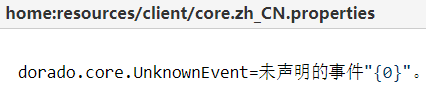 home:resources/client/core.zh_CN.properties
dorado.core.UnknownEvent=未声明的事件"{0}"。